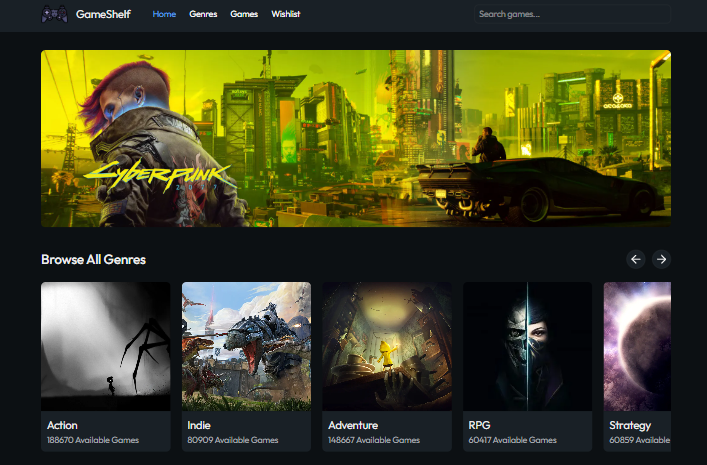 GameShelf Home Genres Games Wishlist Search games...
Cyberpunk
2077
Browse All Genres
Action
188670 Available Games
Indie
80909 Available Games
Adventure
148667 Available Games
RPG
60417 Available Games
Strategy
60859 Available